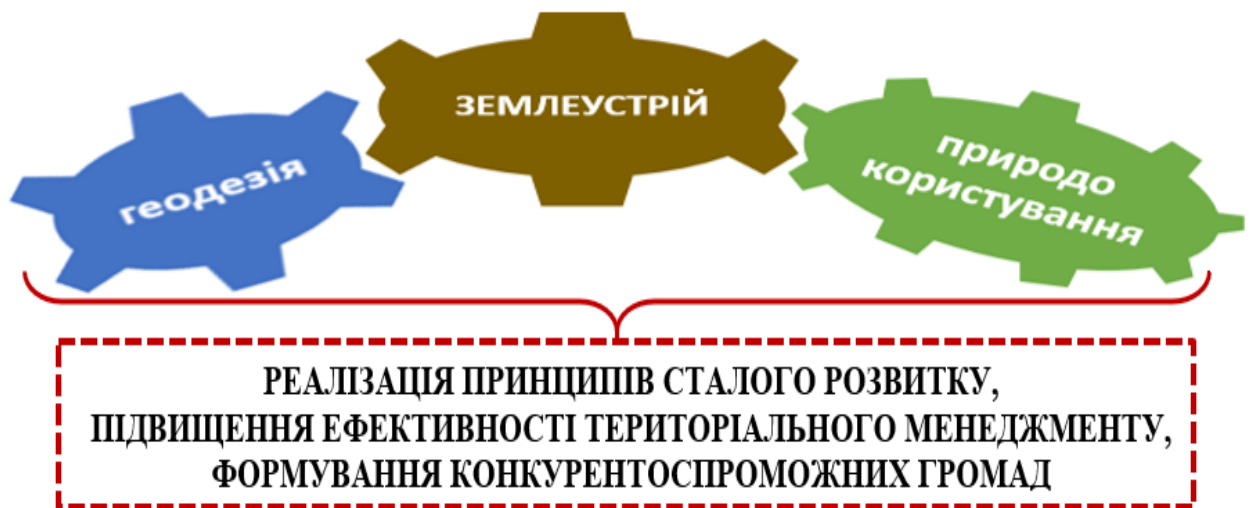 геодезія
ЗЕМЛЕУСТРІЙ
природо
користування
РЕАЛІЗАЦІЯ ПРИНЦИПІВ СТАЛОГО РОЗВИТКУ,
ПІДВИЩЕННЯ ЕФЕКТИВНОСТІ ТЕРИТОРІАЛЬНОГО МЕНЕДЖМЕНТУ,
ФОРМУВАННЯ КОНКУРЕНТОСПРОМОЖНИХ ГРОМАД